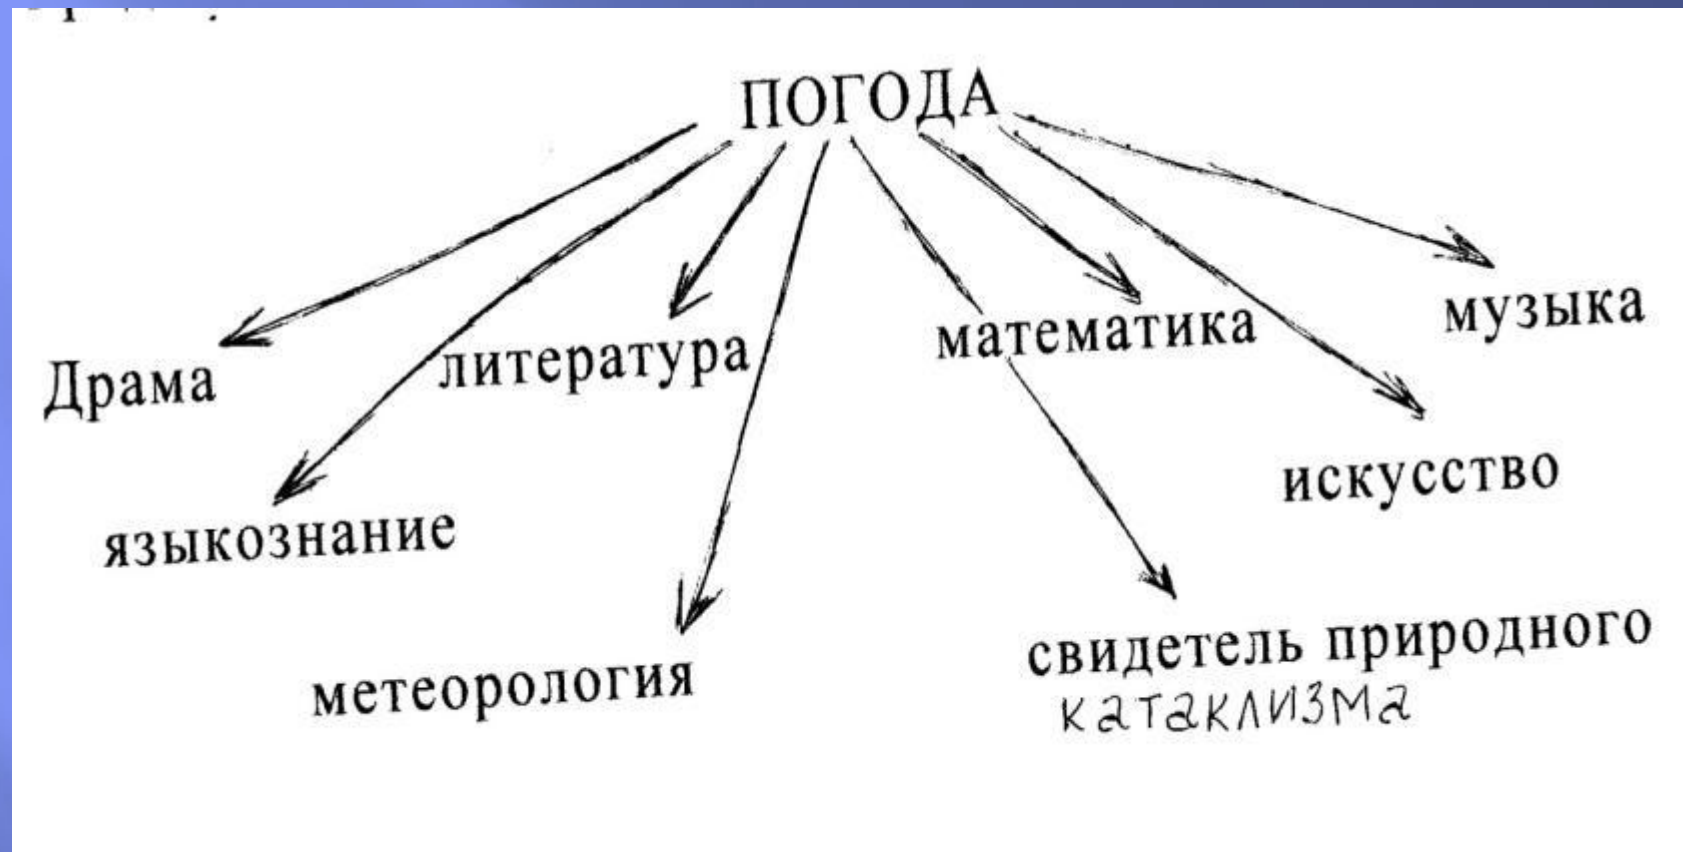 ПОГОДА
Драма
литература
математика
музыка
языкознание
искусство
метеорология
свидетель природного
катаклизма